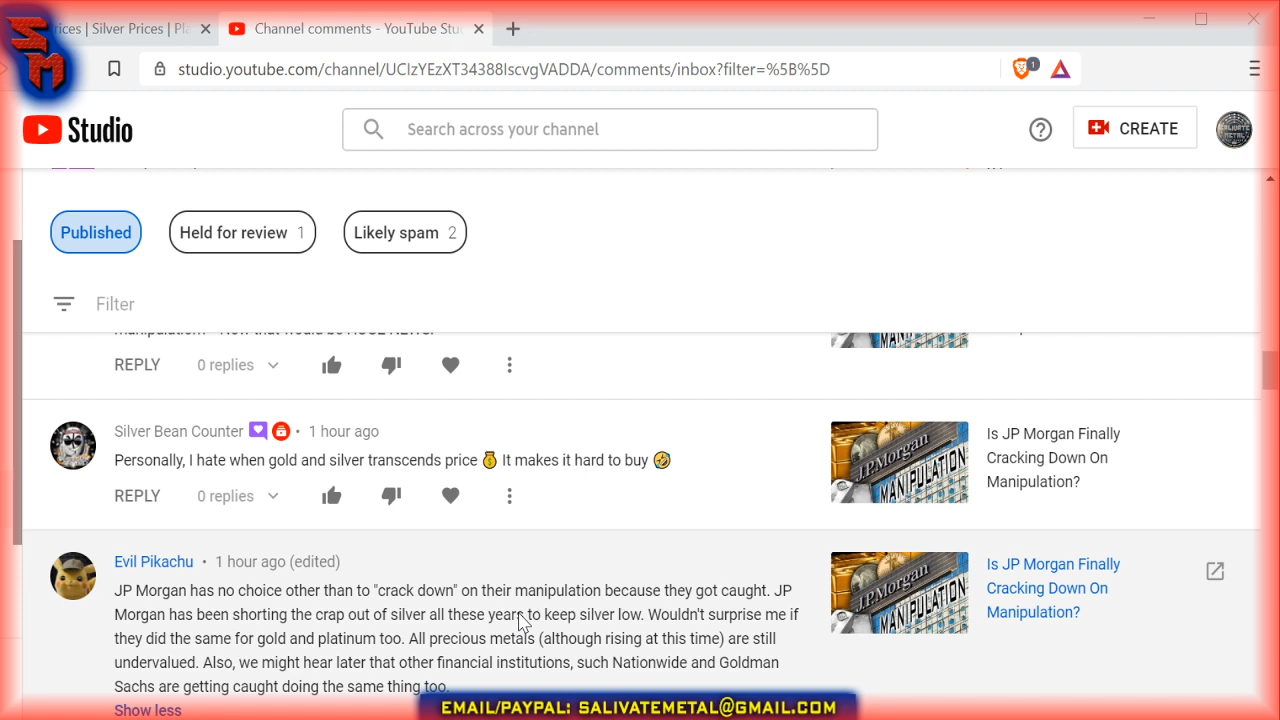 rices | Silver Prices | Pla
Channel comments - YouTube Stu
studio.youtube.com/channel/UCIzYEzXT34388IscvgVADDA/comments/inbox?filter=%5B%5D
1
SM
Studio
Search across your channel
CREATE
Published
Held for review 1
Likely spam 2
Filter
REPLY
0 replies
Silver Bean Counter • 1 hour ago
Personally, I hate when gold and silver transcends price 💰 It makes it hard to buy 🤣
REPLY
0 replies
J.P.Morgan
MANIPULATION
Is JP Morgan Finally
Cracking Down On
Manipulation?
Evil Pikachu • 1 hour ago (edited)
JP Morgan has no choice other than to "crack down" on their manipulation because they got caught. JP
Morgan has been shorting the crap out of silver all these years to keep silver low. Wouldn't surprise me if
they did the same for gold and platinum too. All precious metals (although rising at this time) are still
undervalued. Also, we might hear later that other financial institutions, such Nationwide and Goldman
Sachs are getting caught doing the same thing too.
Show less
J.P.Morgan
MANIPULATION
Is JP Morgan Finally
Cracking Down On
Manipulation?
EMAIL/PAYPAL: SALIVATEMETAL@GMAIL.COM